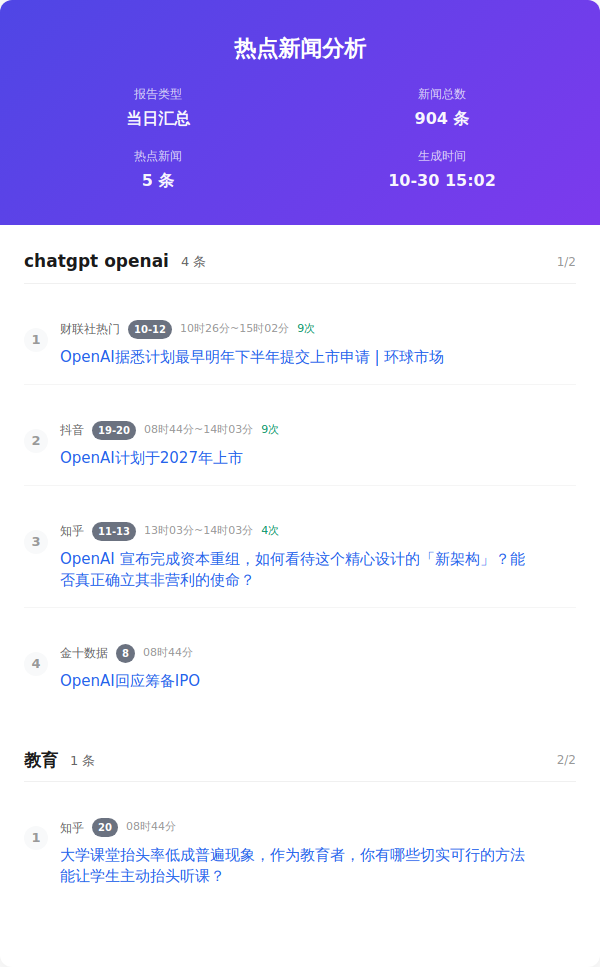 热点新闻分析
报告类型
新闻总数
当日汇总
904 条
热点新闻
生成时间
5 条
10-30 15:02
chatgpt openai 4 条 1/2
1 财联社热门 10-12 10时26分~15时02分 9次
OpenAI据悉计划最早明年下半年提交上市申请 | 环球市场
2 抖音 19-20 08时44分~14时03分 9次
OpenAI计划于2027年上市
3 知乎 11-13 13时03分~14时03分 4次
OpenAI 宣布完成资本重组，如何看待这个精心设计的「新架构」？能
否真正确立其非营利的使命？
4 金十数据 8 08时44分
OpenAI回应筹备IPO
教育 1 条 2/2
1 知乎 20 08时44分
大学课堂抬头率低成普遍现象，作为教育者，你有哪些切实可行的方法
能让学生主动抬头听课？